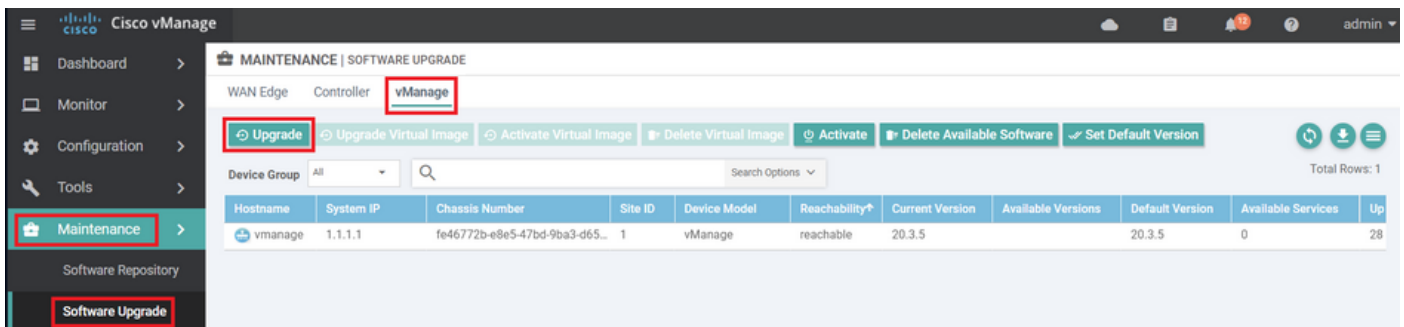 cisco Cisco vManage 12 admin
Dashboard
Monitor
Configuration
Tools
Maintenance
Software Repository
Software Upgrade
MAINTENANCE | SOFTWARE UPGRADE
WAN Edge Controller vManage
Upgrade Upgrade Virtual Image Activate Virtual Image Delete Virtual Image Activate Delete Available Software Set Default Version
Device Group All Search Options Total Rows: 1
Hostname System IP Chassis Number Site ID Device Model Reachability Current Version Available Versions Default Version Available Services Up
vmanage 1.1.1.1 fe46772b-e8e5-47bd-9ba3-d65... 1 vManage reachable 20.3.5 20.3.5 0 28